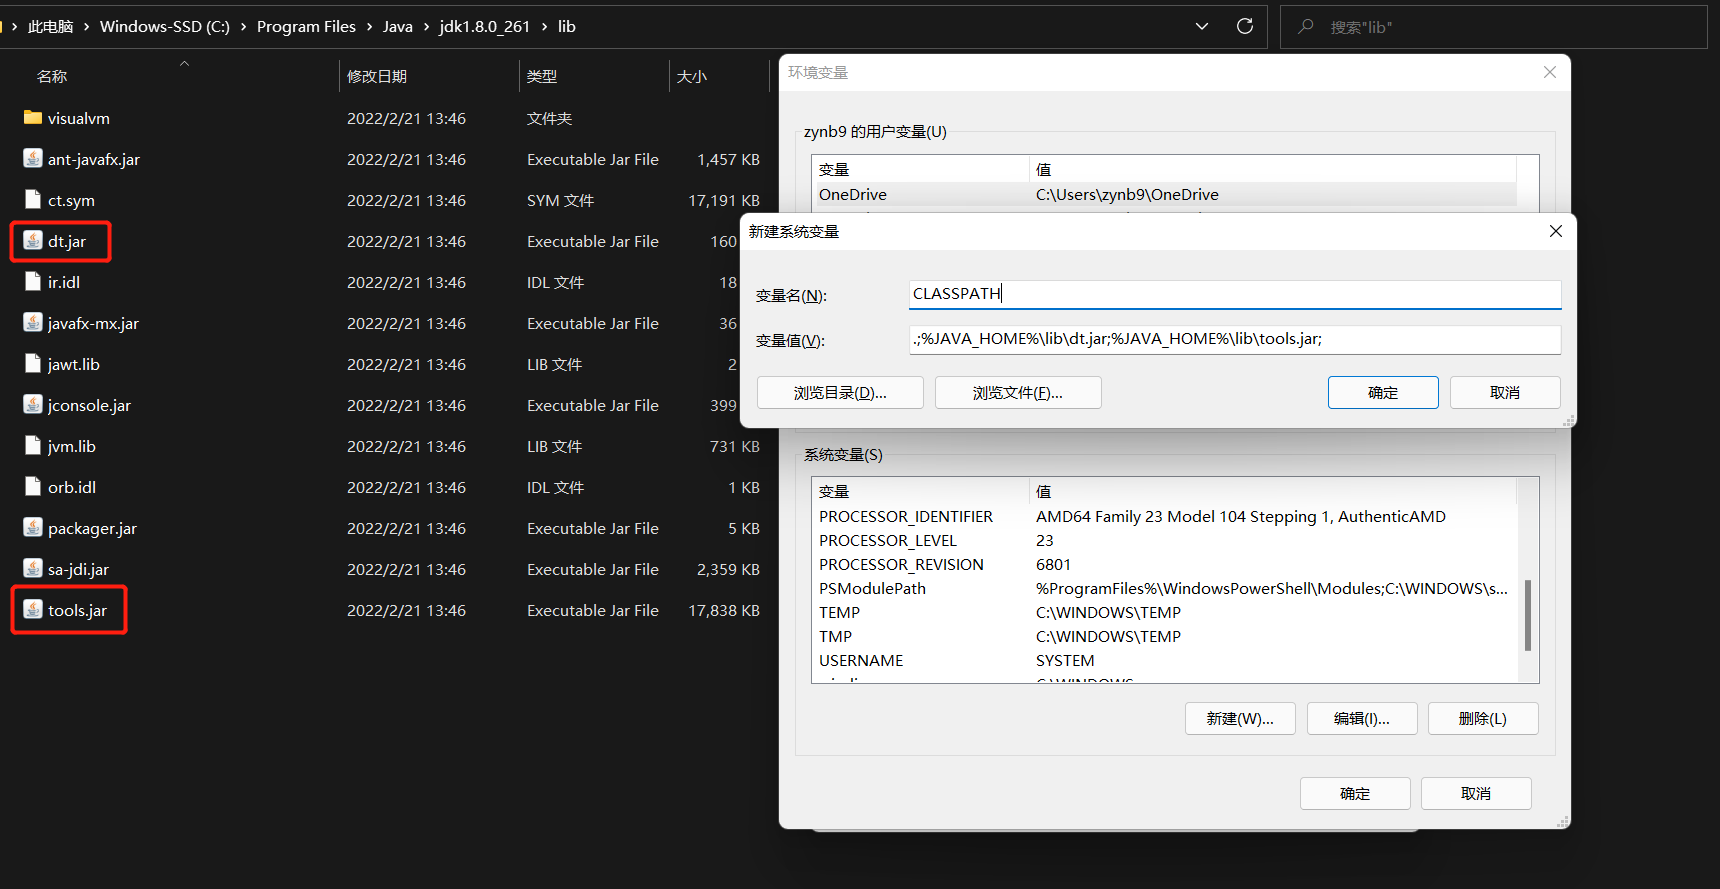 此电脑 › Windows-SSD (C:) › Program Files › Java › jdk1.8.0_261 › lib
搜索"lib"
名称 修改日期 类型 大小
visualvm 2022/2/21 13:46 文件夹
ant-javafx.jar 2022/2/21 13:46 Executable Jar File 1,457 KB
ct.sym 2022/2/21 13:46 SYM 文件 17,191 KB
dt.jar 2022/2/21 13:46 Executable Jar File 160
ir.idl 2022/2/21 13:46 IDL 文件 18
javafx-mx.jar 2022/2/21 13:46 Executable Jar File 36
jawt.lib 2022/2/21 13:46 LIB 文件 2
jconsole.jar 2022/2/21 13:46 Executable Jar File 399
jvm.lib 2022/2/21 13:46 LIB 文件 731 KB
orb.idl 2022/2/21 13:46 IDL 文件 1 KB
packager.jar 2022/2/21 13:46 Executable Jar File 5 KB
sa-jdi.jar 2022/2/21 13:46 Executable Jar File 2,359 KB
tools.jar 2022/2/21 13:46 Executable Jar File 17,838 KB
环境变量
zynb9 的用户变量(U)
变量 值
OneDrive C:\Users\zynb9\OneDrive
新建系统变量
变量名(N): CLASSPATH
变量值(V): .;%JAVA_HOME%\lib\dt.jar;%JAVA_HOME%\lib\tools.jar;
浏览目录(D)... 浏览文件(F)... 确定 取消
系统变量(S)
变量 值
PROCESSOR_IDENTIFIER AMD64 Family 23 Model 104 Stepping 1, AuthenticAMD
PROCESSOR_LEVEL 23
PROCESSOR_REVISION 6801
PSModulePath %ProgramFiles%\WindowsPowerShell\Modules;C:\WINDOWS\s...
TEMP C:\WINDOWS\TEMP
TMP C:\WINDOWS\TEMP
USERNAME SYSTEM
新建(W)... 编辑(I)... 删除(L)
确定 取消